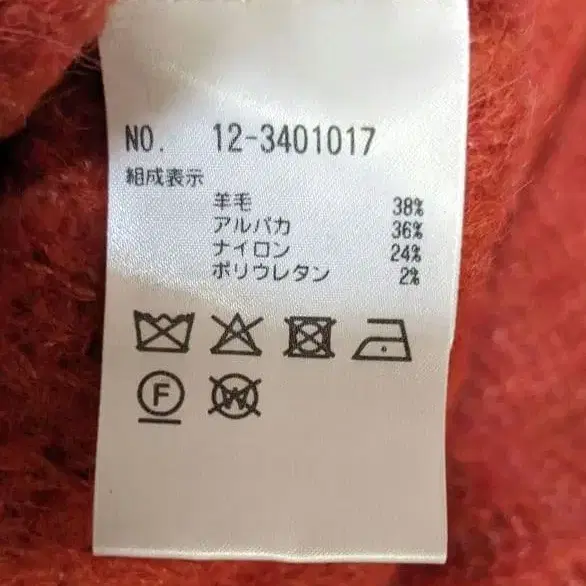 NO. 12-3401017
組成表示
羊毛 38%
アルパカ 36%
ナイロン 24%
ポリウレタン 2%
F W